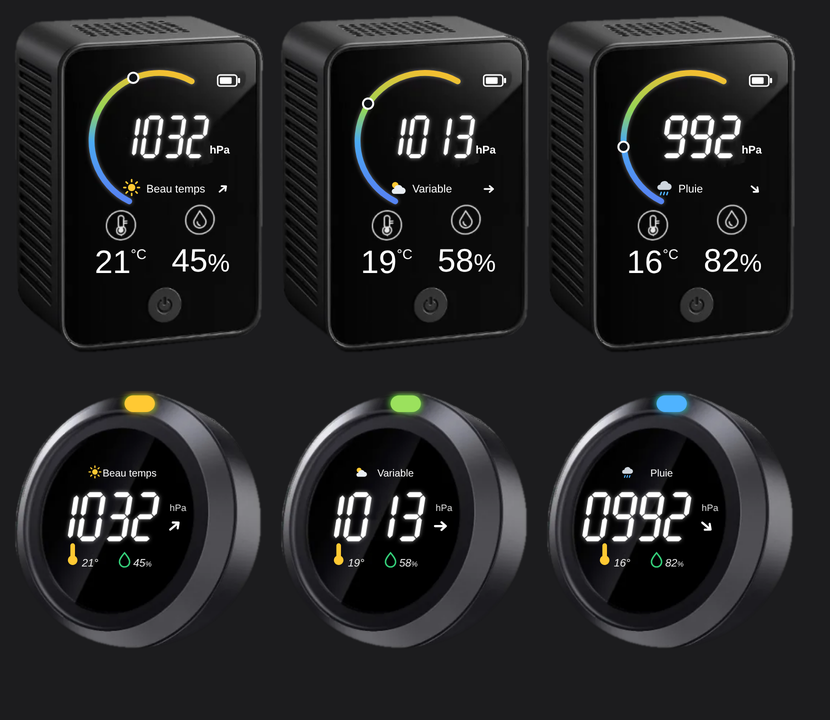 1032 hPa
Beau temps
21°C 45%
1013 hPa
Variable
19°C 58%
992 hPa
Pluie
16°C 82%
Beau temps
1032 hPa
21° 45%
Variable
1013 hPa
19° 58%
Pluie
0992 hPa
16° 82%